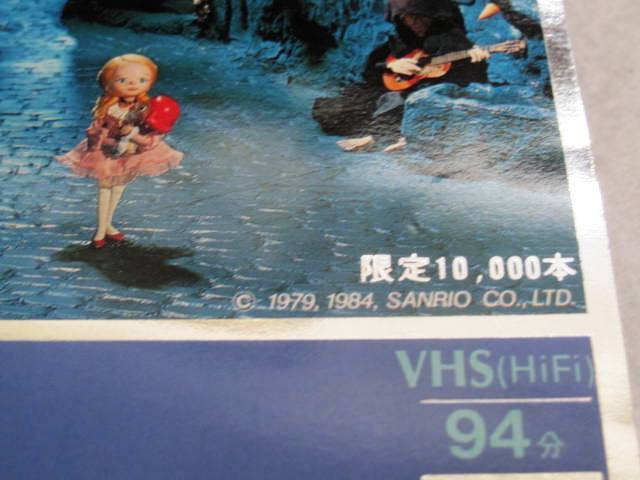 限定10,000本
© 1979, 1984, SANRIO CO., LTD.
VHS(HiFi)
94分